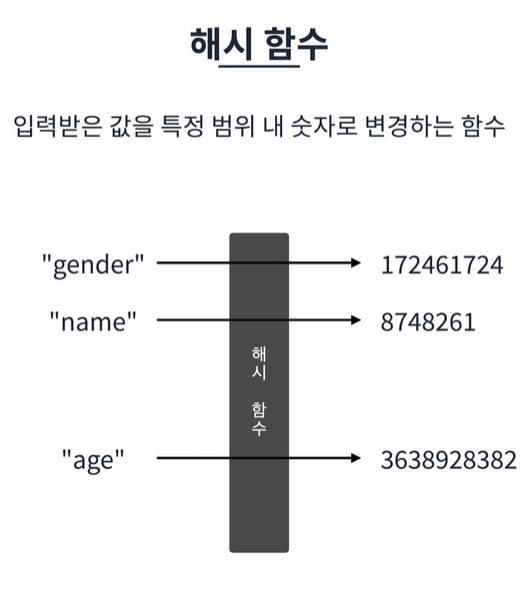 해시 함수
입력받은 값을 특정 범위 내 숫자로 변경하는 함수
"gender" 172461724
"name" 8748261
해시 함수
"age" 3638928382